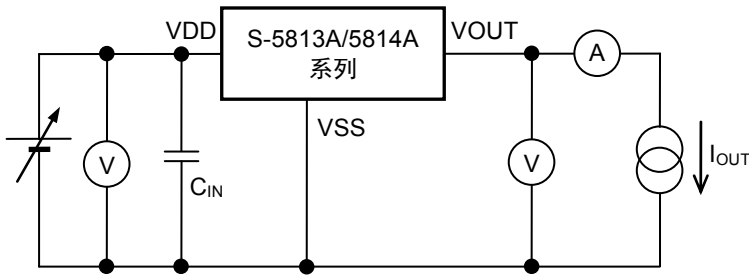 VDD
S-5813A/5814A
系列
VOUT
VSS
A
V
CIN
V
IOUT